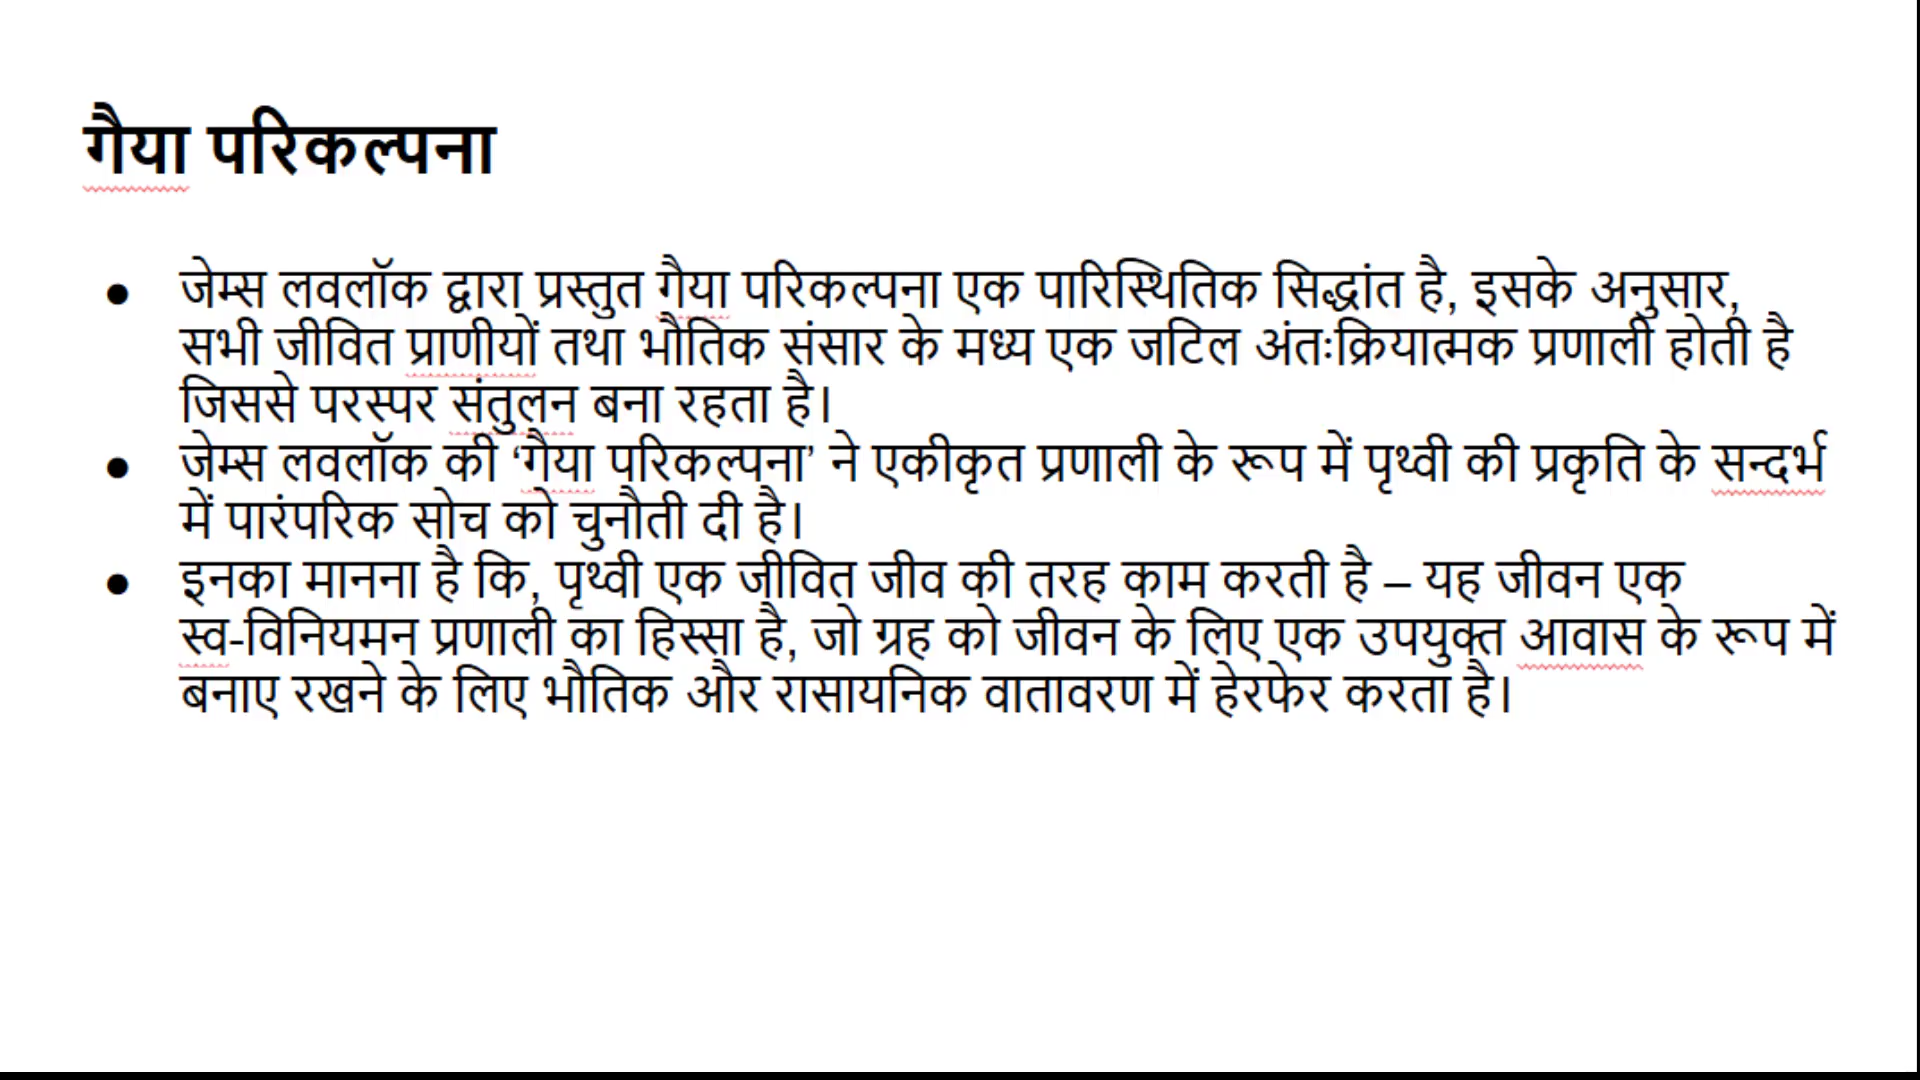 गैया परिकल्पना
● जेम्स लवलॉक द्वारा प्रस्तुत गैया परिकल्पना एक पारिस्थितिक सिद्धांत है, इसके अनुसार,
सभी जीवित प्राणीयों तथा भौतिक संसार के मध्य एक जटिल अंतःक्रियात्मक प्रणाली होती है
जिससे परस्पर संतुलन बना रहता है।
● जेम्स लवलॉक की ‘गैया परिकल्पना’ ने एकीकृत प्रणाली के रूप में पृथ्वी की प्रकृति के सन्दर्भ
में पारंपरिक सोच को चुनौती दी है।
● इनका मानना है कि, पृथ्वी एक जीवित जीव की तरह काम करती है – यह जीवन एक
स्व-विनियमन प्रणाली का हिस्सा है, जो ग्रह को जीवन के लिए एक उपयुक्त आवास के रूप में
बनाए रखने के लिए भौतिक और रासायनिक वातावरण में हेरफेर करता है।